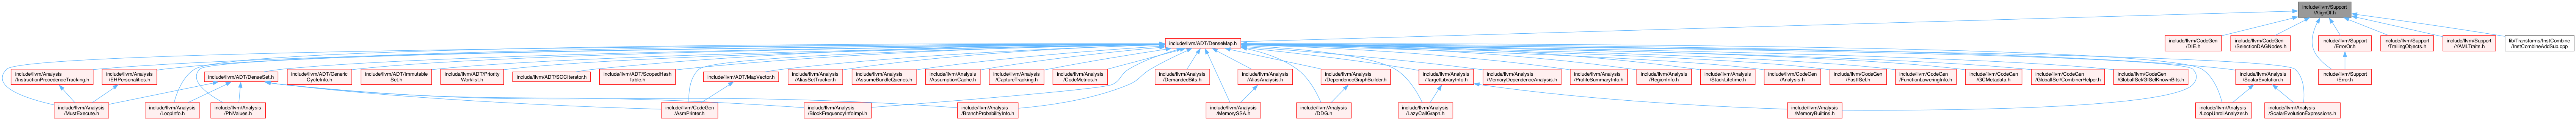 include/llvm/Support
/AlignOf.h
include/llvm/ADT/DenseMap.h
include/llvm/CodeGen
/DIE.h
include/llvm/CodeGen
/SelectionDAGNodes.h
include/llvm/Support
/ErrorOr.h
include/llvm/Support
/TrailingObjects.h
include/llvm/Support
/YAMLTraits.h
lib/Transforms/InstCombine
/InstCombineAddSub.cpp
include/llvm/Analysis
/InstructionPrecedenceTracking.h
include/llvm/Analysis
/EHPersonalities.h
include/llvm/ADT/DenseSet.h
include/llvm/ADT/Generic
CycleInfo.h
include/llvm/ADT/Immutable
Set.h
include/llvm/ADT/Priority
Worklist.h
include/llvm/ADT/SCCIterator.h
include/llvm/ADT/ScopedHash
Table.h
include/llvm/ADT/MapVector.h
include/llvm/Analysis
/AliasSetTracker.h
include/llvm/Analysis
/AssumeBundleQueries.h
include/llvm/Analysis
/AssumptionCache.h
include/llvm/Analysis
/CaptureTracking.h
include/llvm/Analysis
/CodeMetrics.h
include/llvm/Analysis
/DemandedBits.h
include/llvm/Analysis
/AliasAnalysis.h
include/llvm/Analysis
/DependenceGraphBuilder.h
include/llvm/Analysis
/TargetLibraryInfo.h
include/llvm/Analysis
/MemoryDependenceAnalysis.h
include/llvm/Analysis
/ProfileSummaryInfo.h
include/llvm/Analysis
/RegionInfo.h
include/llvm/Analysis
/StackLifetime.h
include/llvm/CodeGen
/Analysis.h
include/llvm/CodeGen
/FastISel.h
include/llvm/CodeGen
/FunctionLoweringInfo.h
include/llvm/CodeGen
/GCMetadata.h
include/llvm/CodeGen
/GlobalISel/CombinerHelper.h
include/llvm/CodeGen
/GlobalISel/GISelKnownBits.h
include/llvm/Analysis
/ScalarEvolution.h
include/llvm/Support
/Error.h
include/llvm/Analysis
/MustExecute.h
include/llvm/Analysis
/LoopInfo.h
include/llvm/Analysis
/PhiValues.h
include/llvm/CodeGen
/AsmPrinter.h
include/llvm/Analysis
/BlockFrequencyInfoImpl.h
include/llvm/Analysis
/BranchProbabilityInfo.h
include/llvm/Analysis
/MemorySSA.h
include/llvm/Analysis
/DDG.h
include/llvm/Analysis
/LazyCallGraph.h
include/llvm/Analysis
/MemoryBuiltins.h
include/llvm/Analysis
/LoopUnrollAnalyzer.h
include/llvm/Analysis
/ScalarEvolutionExpressions.h